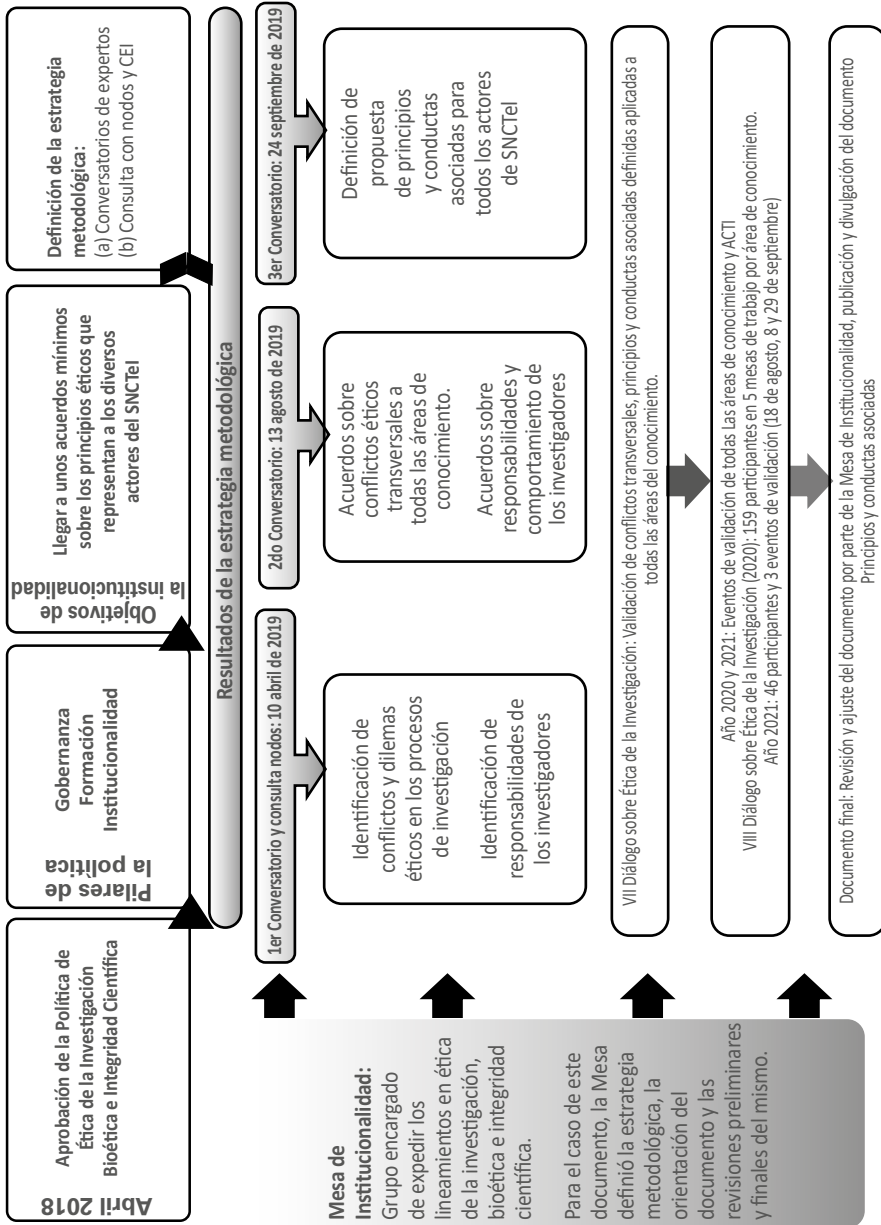 Abril 2018
Aprobación de la Política de
Ética de la Investigación
Bioética e Integridad Científica
Pilares de
la política
Gobernanza
Formación
Institucionalidad
Objetivos de
la institucionalidad
Llegar a unos acuerdos mínimos
sobre los principios éticos que
representan a los diversos
actores del SNCTeI
Definición de la estrategia
metodológica:
(a) Conversatorios de expertos
(b) Consulta con nodos y CEI
Resultados de la estrategia metodológica
Mesa de
Institucionalidad:
Grupo encargado
de expedir los
lineamientos en ética
de la investigación,
bioética e integridad
científica.
Para el caso de este
documento, la Mesa
definió la estrategia
metodológica, la
orientación del
documento y las
revisiones preliminares
y finales del mismo.
1er Conversatorio y consulta nodos: 10 abril de 2019
Identificación de
conflictos y dilemas
éticos en los procesos
de investigación
Identificación de
responsabilidades de
los investigadores
2do Conversatorio: 13 agosto de 2019
Acuerdos sobre
conflictos éticos
transversales a
todas las áreas de
conocimiento.
Acuerdos sobre
responsabilidades y
comportamiento de
los investigadores
3er Conversatorio: 24 septiembre de 2019
Definición de
propuesta
de principios
y conductas
asociadas para
todos los actores
de SNCTeI
VII Diálogo sobre Ética de la Investigación: Validación de conflictos transversales, principios y conductas asociadas definidas aplicadas a
todas las áreas del conocimiento.
Año 2020 y 2021: Eventos de validación de todas Las áreas de conocimiento y ACTI
VIII Diálogo sobre Ética de la Investigación (2020): 159 participantes en 5 mesas de trabajo por área de conocimiento.
Año 2021: 46 participantes y 3 eventos de validación (18 de agosto, 8 y 29 de septiembre)
Documento final: Revisión y ajuste del documento por parte de la Mesa de Institucionalidad, publicación y divulgación del documento
Principios y conductas asociadas